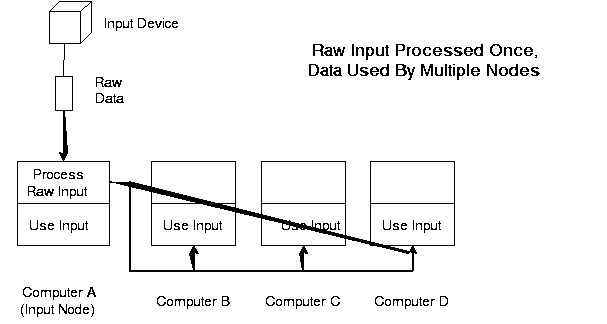 Input Device
Raw Input Processed Once,
Data Used By Multiple Nodes
Raw
Data
Process
Raw Input
Use Input
Use Input
Use Input
Use Input
Computer A
(Input Node)
Computer B
Computer C
Computer D